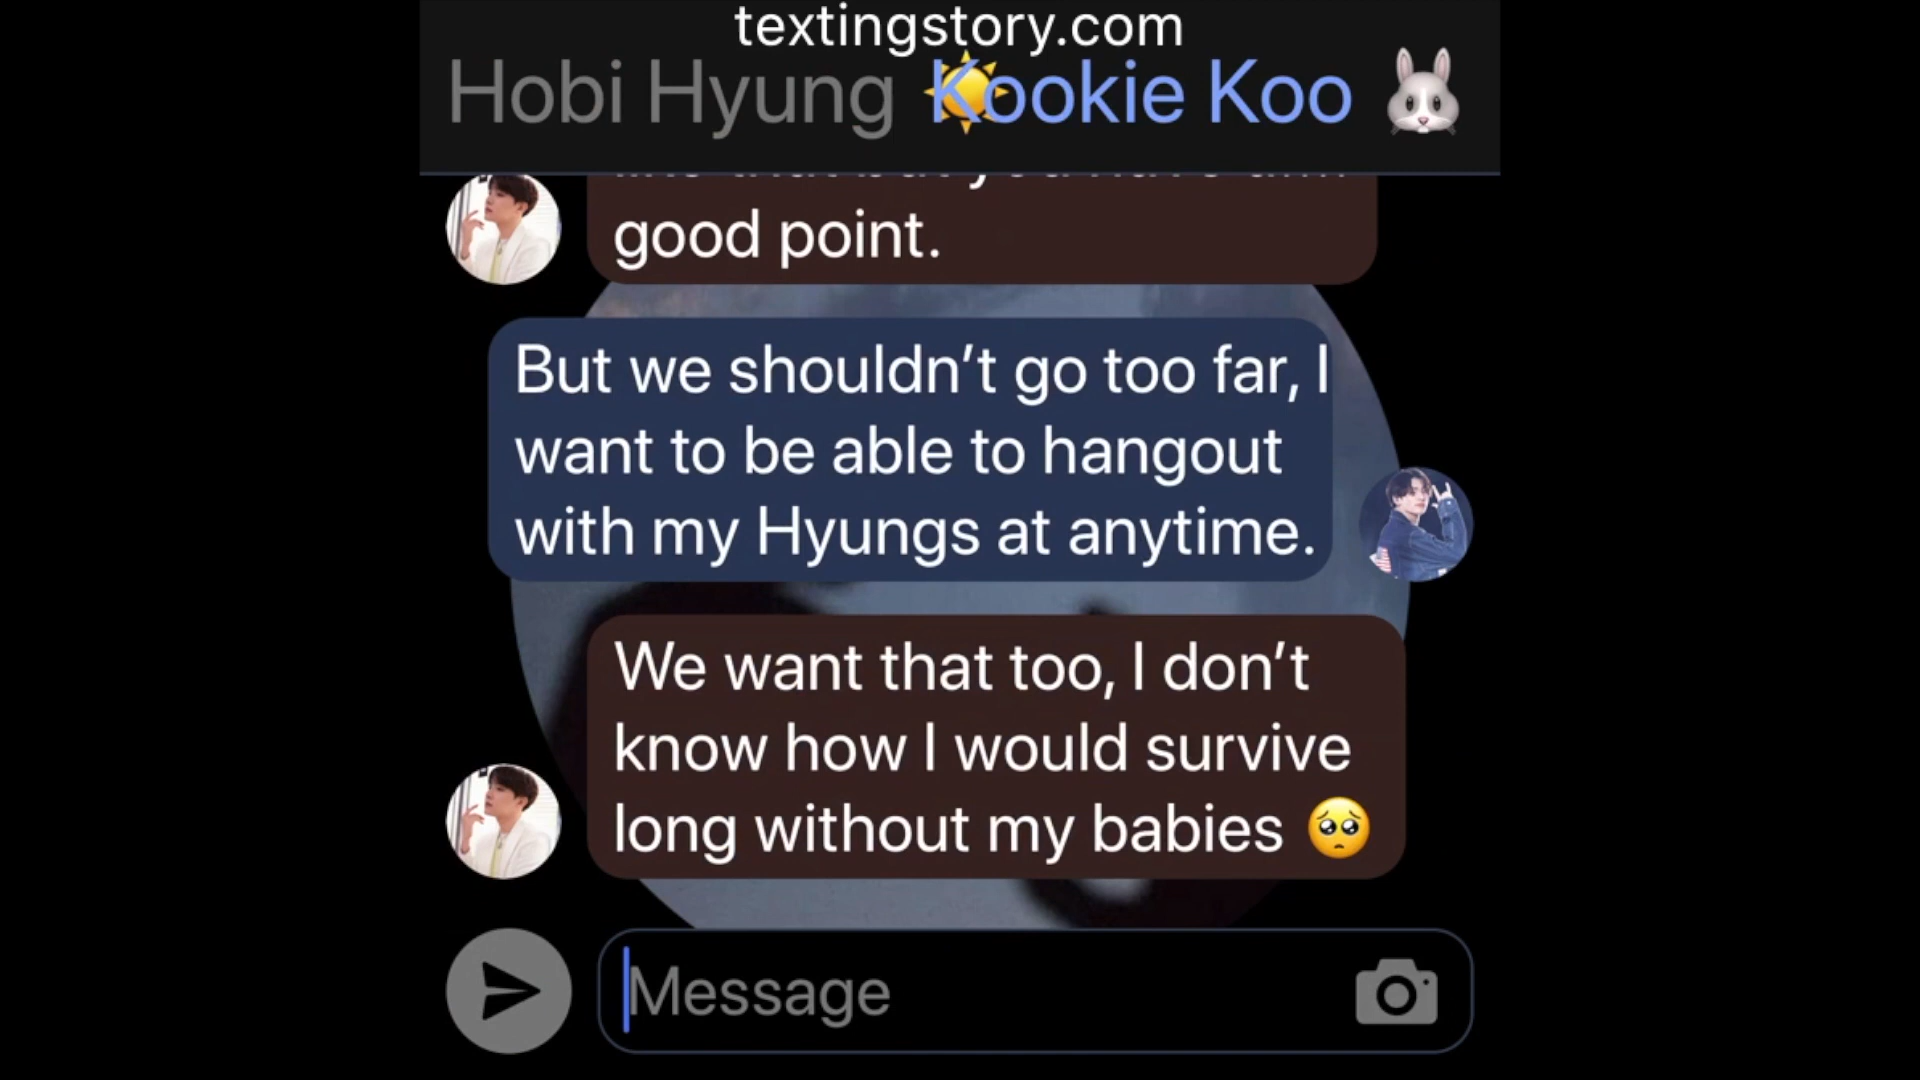 textingstory.com
Hobi Hyung ☀️ Kookie Koo 🐰
good point.
But we shouldn’t go too far, I
want to be able to hangout
with my Hyungs at anytime.
We want that too, I don’t
know how I would survive
long without my babies 🥺
Message